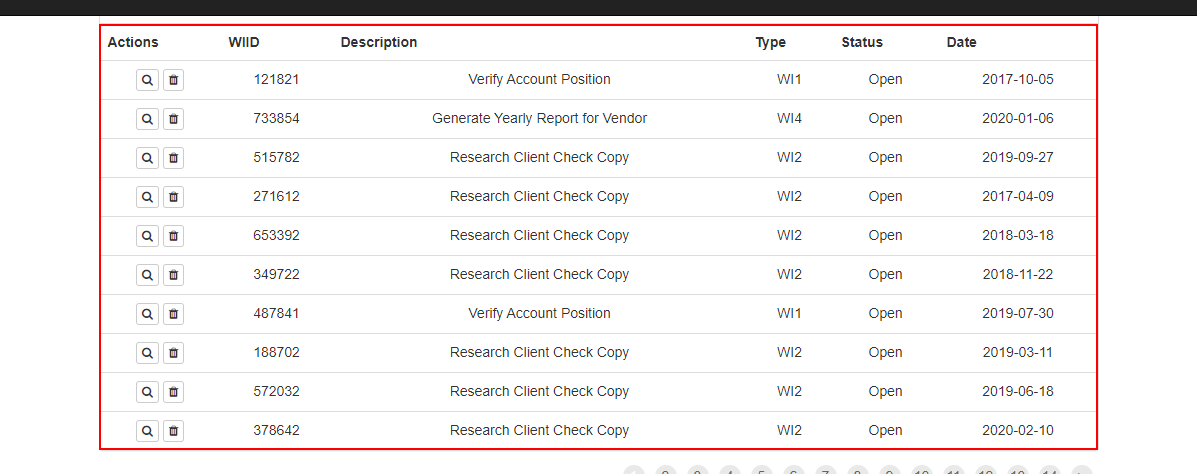 Actions WIID Description Type Status Date
121821 Verify Account Position WI1 Open 2017-10-05
733854 Generate Yearly Report for Vendor WI4 Open 2020-01-06
515782 Research Client Check Copy WI2 Open 2019-09-27
271612 Research Client Check Copy WI2 Open 2017-04-09
653392 Research Client Check Copy WI2 Open 2018-03-18
349722 Research Client Check Copy WI2 Open 2018-11-22
487841 Verify Account Position WI1 Open 2019-07-30
188702 Research Client Check Copy WI2 Open 2019-03-11
572032 Research Client Check Copy WI2 Open 2019-06-18
378642 Research Client Check Copy WI2 Open 2020-02-10